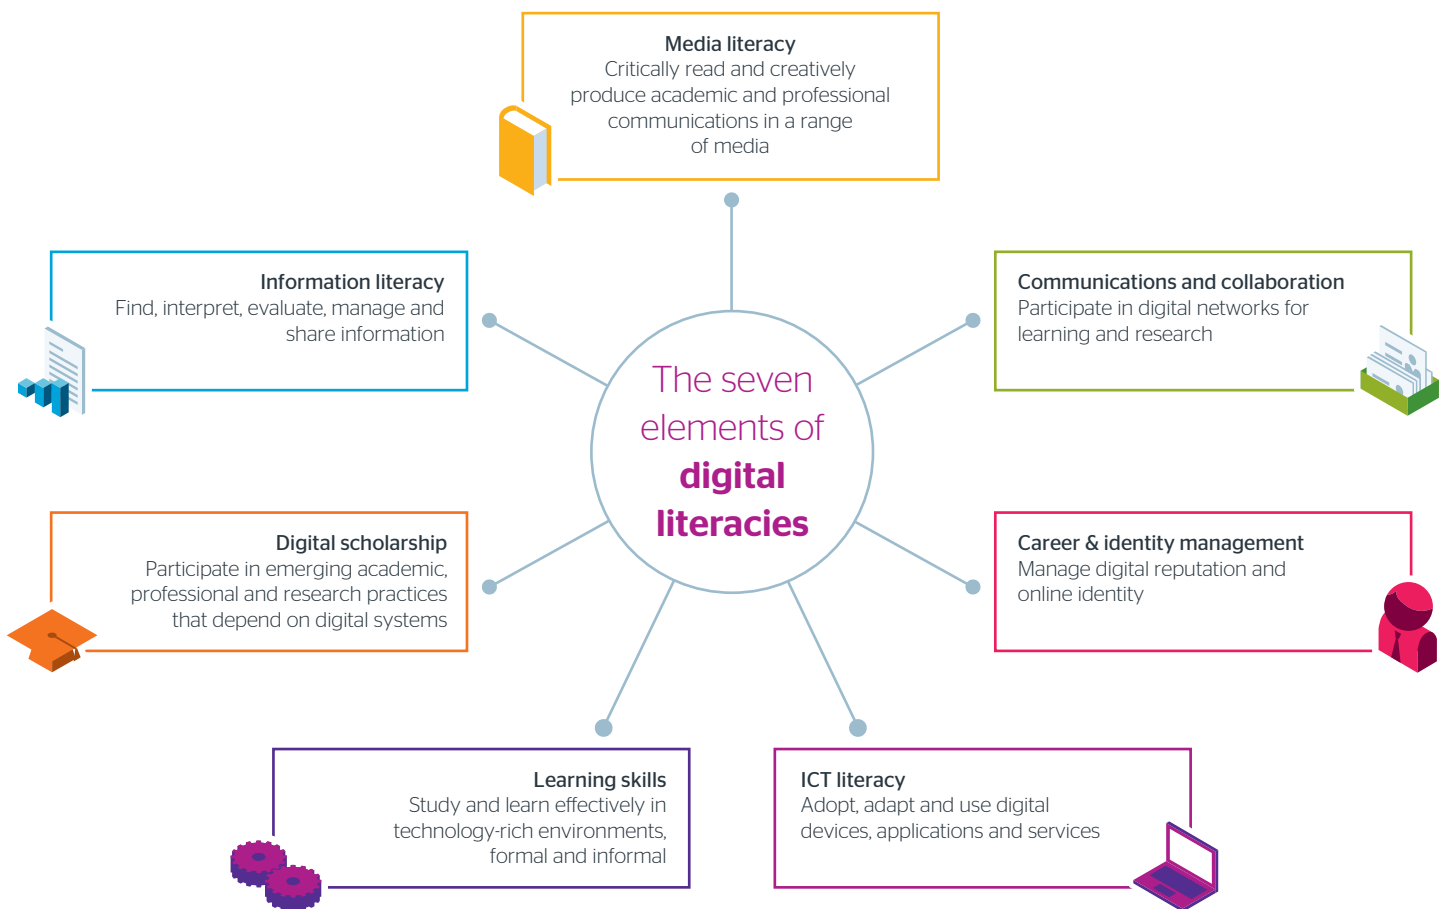 Media literacy
Critically read and creatively
produce academic and professional
communications in a range
of media
Information literacy
Find, interpret, evaluate, manage and
share information
Communications and collaboration
Participate in digital networks for
learning and research
The seven
elements of
digital
literacies
Digital scholarship
Participate in emerging academic,
professional and research practices
that depend on digital systems
Career & identity management
Manage digital reputation and
online identity
Learning skills
Study and learn effectively in
technology-rich environments,
formal and informal
ICT literacy
Adopt, adapt and use digital
devices, applications and services